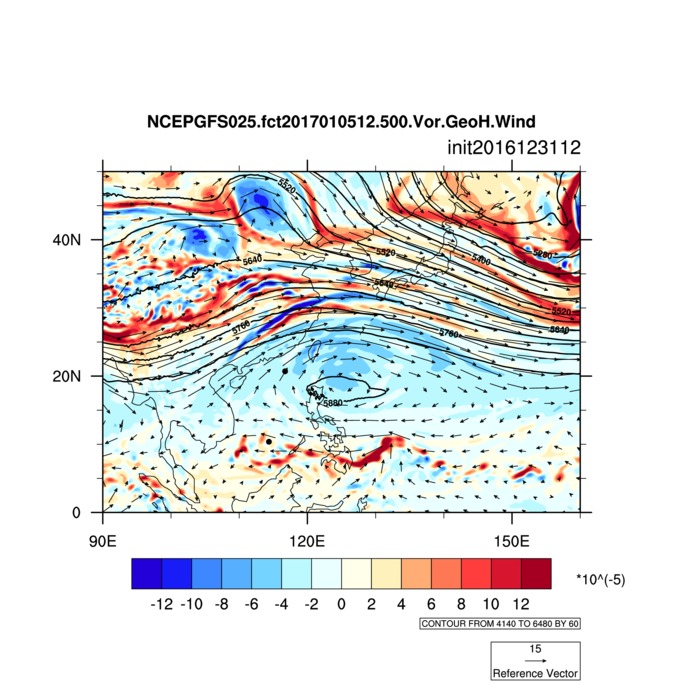 NCEPGFS025.fct2017010512.500.Vor.GeoH.Wind
init2016123112
5520
40N
5640
5520
5400
5280
5640
5520
5760
5760
5640
20N
5880
0
90E 120E 150E
-12 -10 -8 -6 -4 -2 0 2 4 6 8 10 12
*10^(-5)
CONTOUR FROM 4140 TO 6480 BY 60
15
Reference Vector